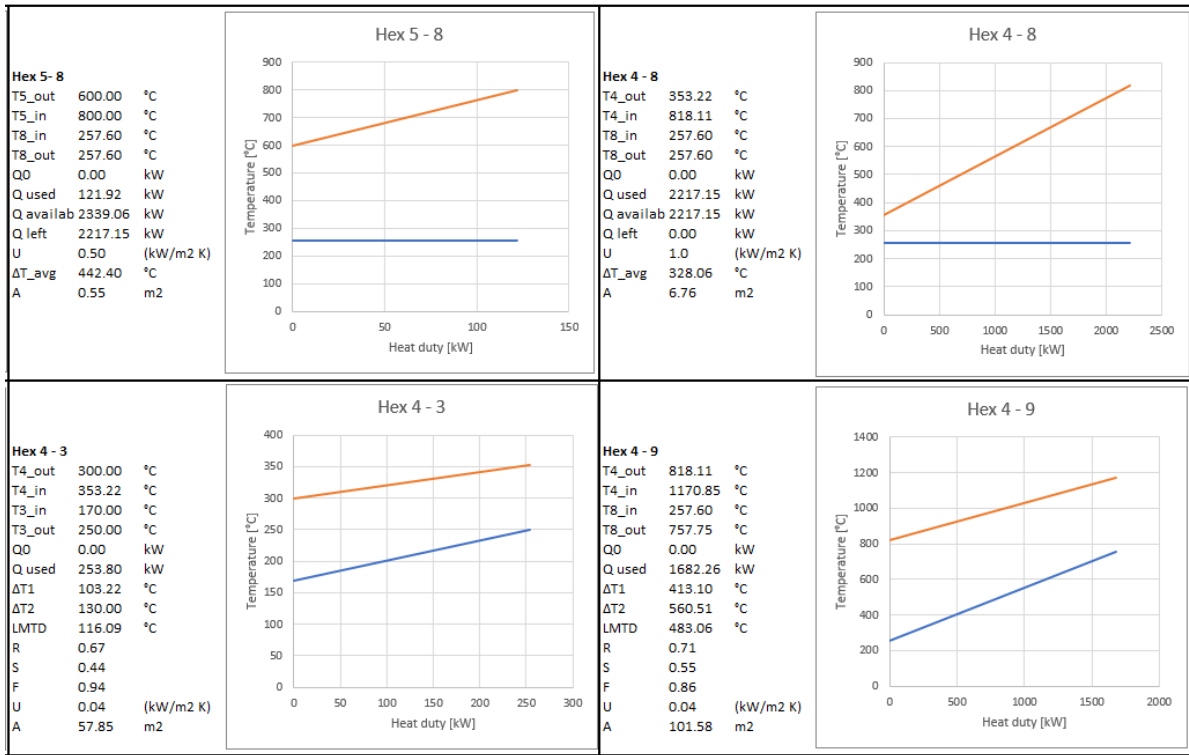 Hex 5- 8
T5_out 600.00 °C
T5_in 800.00 °C
T8_in 257.60 °C
T8_out 257.60 °C
Q0 0.00 kW
Q used 121.92 kW
Q availab 2339.06 kW
Q left 2217.15 kW
U 0.50 (kW/m2 K)
ΔT_avg 442.40 °C
A 0.55 m2
Hex 5 - 8
Temperature [°C]
900
800
700
600
500
400
300
200
100
0
0 50 100 150
Heat duty [kW]
Hex 4 - 8
T4_out 353.22 °C
T4_in 818.11 °C
T8_in 257.60 °C
T8_out 257.60 °C
Q0 0.00 kW
Q used 2217.15 kW
Q availab 2217.15 kW
Q left 0.00 kW
U 1.0 (kW/m2 K)
ΔT_avg 328.06 °C
A 6.76 m2
Hex 4 - 8
Temperature [°C]
900
800
700
600
500
400
300
200
100
0
0 500 1000 1500 2000 2500
Heat duty [kW]
Hex 4 - 3
T4_out 300.00 °C
T4_in 353.22 °C
T3_in 170.00 °C
T3_out 250.00 °C
Q0 0.00 kW
Q used 253.80 kW
ΔT1 103.22 °C
ΔT2 130.00 °C
LMTD 116.09 °C
R 0.67
S 0.44
F 0.94
U 0.04 (kW/m2 K)
A 57.85 m2
Hex 4 - 3
Temperature [°C]
400
350
300
250
200
150
100
50
0
0 50 100 150 200 250 300
Heat duty [kW]
Hex 4 - 9
T4_out 818.11 °C
T4_in 1170.85 °C
T8_in 257.60 °C
T8_out 757.75 °C
Q0 0.00 kW
Q used 1682.26 kW
ΔT1 413.10 °C
ΔT2 560.51 °C
LMTD 483.06 °C
R 0.71
S 0.55
F 0.86
U 0.04 (kW/m2 K)
A 101.58 m2
Hex 4 - 9
Temperature [°C]
1400
1200
1000
800
600
400
200
0
0 500 1000 1500 2000
Heat duty [kW]